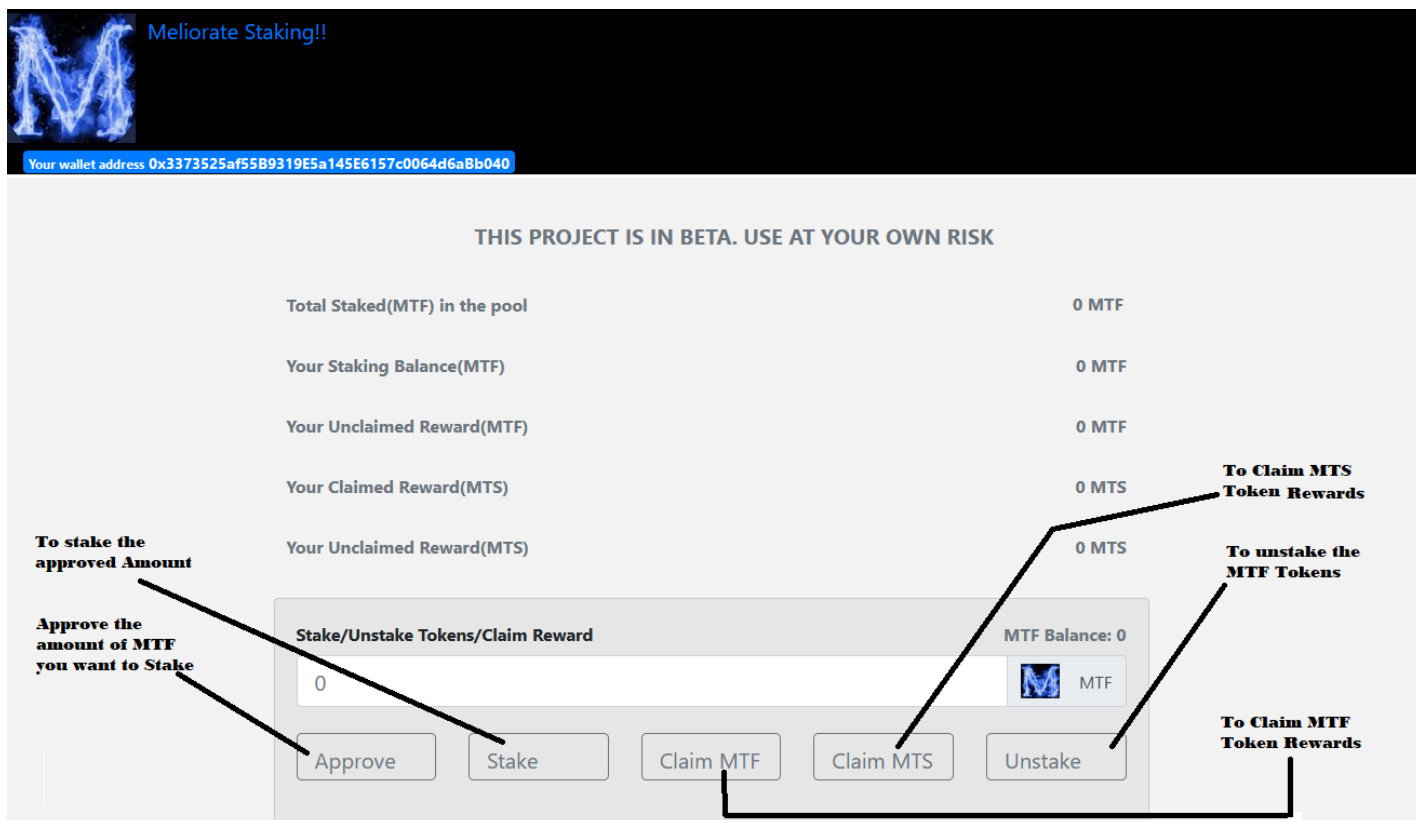 Meliorate Staking!!
Your wallet address 0x3373525af55B9319E5a145E6157c0064d6aBb040
THIS PROJECT IS IN BETA. USE AT YOUR OWN RISK
Total Staked(MTF) in the pool 0 MTF
Your Staking Balance(MTF) 0 MTF
Your Unclaimed Reward(MTF) 0 MTF
To Claim MTS
Token Rewards
Your Claimed Reward(MTS) 0 MTS
To stake the
approved Amount
Your Unclaimed Reward(MTS) 0 MTS
To unstake the
MTF Tokens
Approve the
amount of MTF
you want to Stake
Stake/Unstake Tokens/Claim Reward MTF Balance: 0
0 M MTF
To Claim MTF
Token Rewards
Approve Stake Claim MTF Claim MTS Unstake